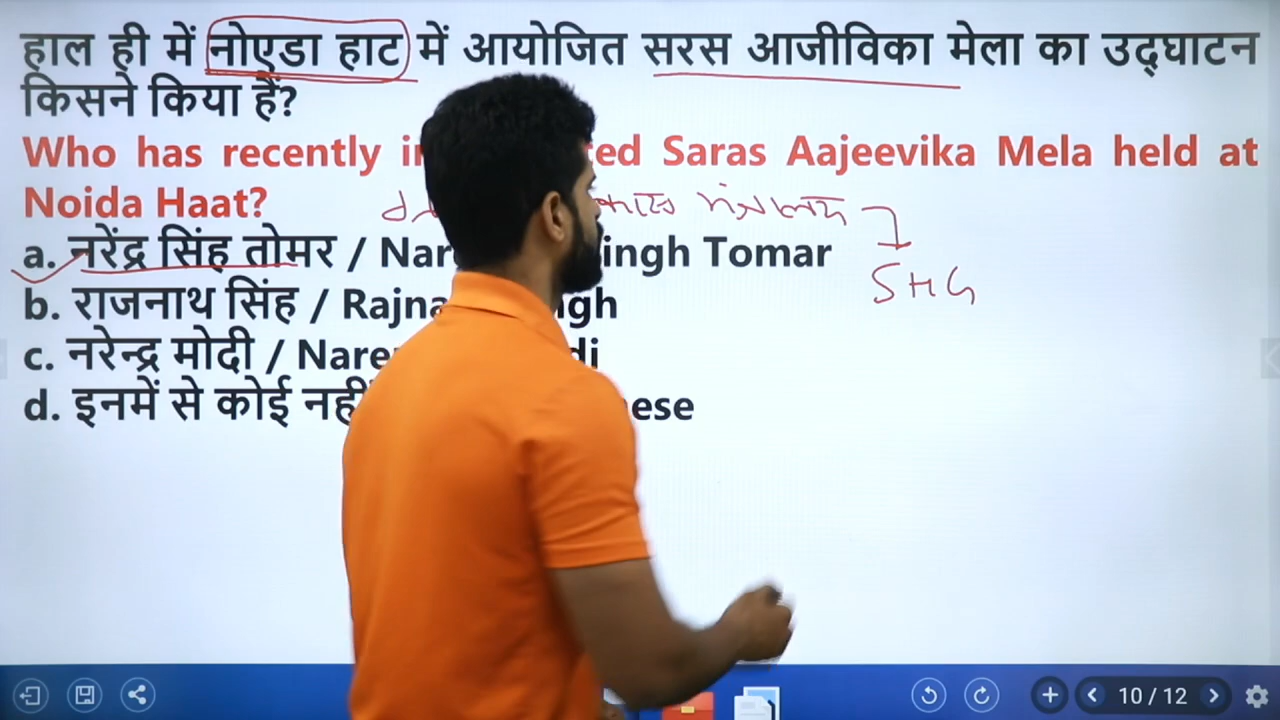 हाल ही में नोएडा हाट में आयोजित सरस आजीविका मेला का उद्घाटन
किसने किया हैं?
Who has recently ed Saras Aajeevika Mela held at
Noida Haat?
a. नरेंद्र सिंह तोमर / Nar ingh Tomar
SHG
b. राजनाथ सिंह / Rajna gh
c. नरेन्द्र मोदी / Nare di
d. इनमें से कोई नहीं ese
10 / 12